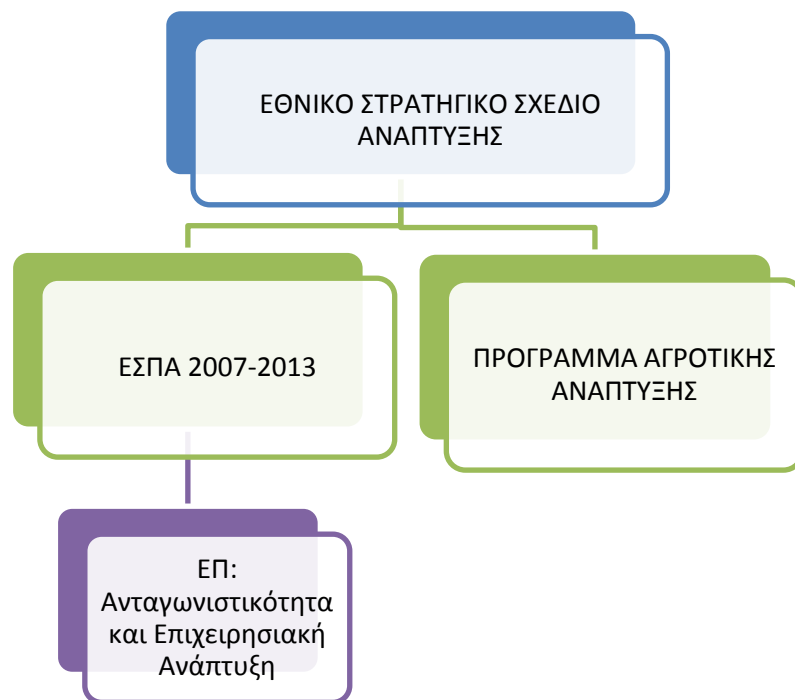 ΕΘΝΙΚΟ ΣΤΡΑΤΗΓΙΚΟ ΣΧΕΔΙΟ
ΑΝΑΠΤΥΞΗΣ
ΕΣΠΑ 2007-2013
ΠΡΟΓΡΑΜΜΑ ΑΓΡΟΤΙΚΗΣ
ΑΝΑΠΤΥΞΗΣ
ΕΠ:
Ανταγωνιστικότητα
και Επιχειρησιακή
Ανάπτυξη